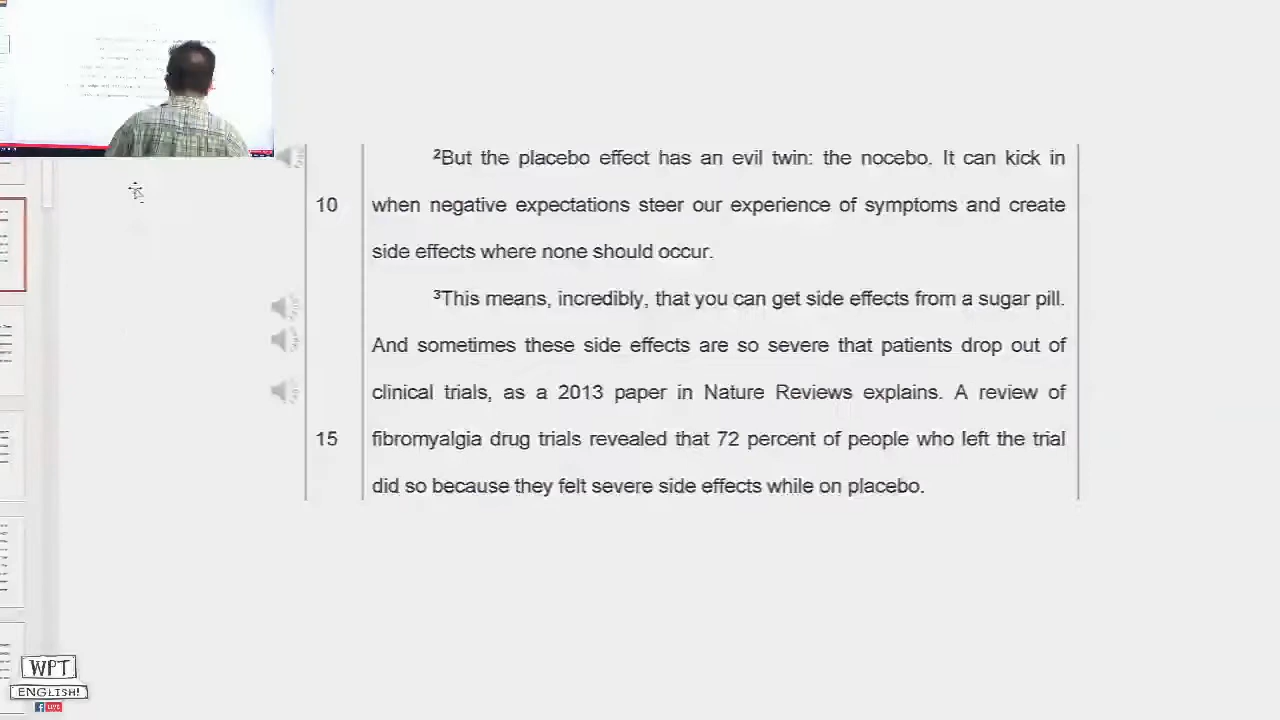 ²But the placebo effect has an evil twin: the nocebo. It can kick in
10 when negative expectations steer our experience of symptoms and create
side effects where none should occur.
³This means, incredibly, that you can get side effects from a sugar pill.
And sometimes these side effects are so severe that patients drop out of
clinical trials, as a 2013 paper in Nature Reviews explains. A review of
15 fibromyalgia drug trials revealed that 72 percent of people who left the trial
did so because they felt severe side effects while on placebo.
WPT
ENGLISH!
f LIVE